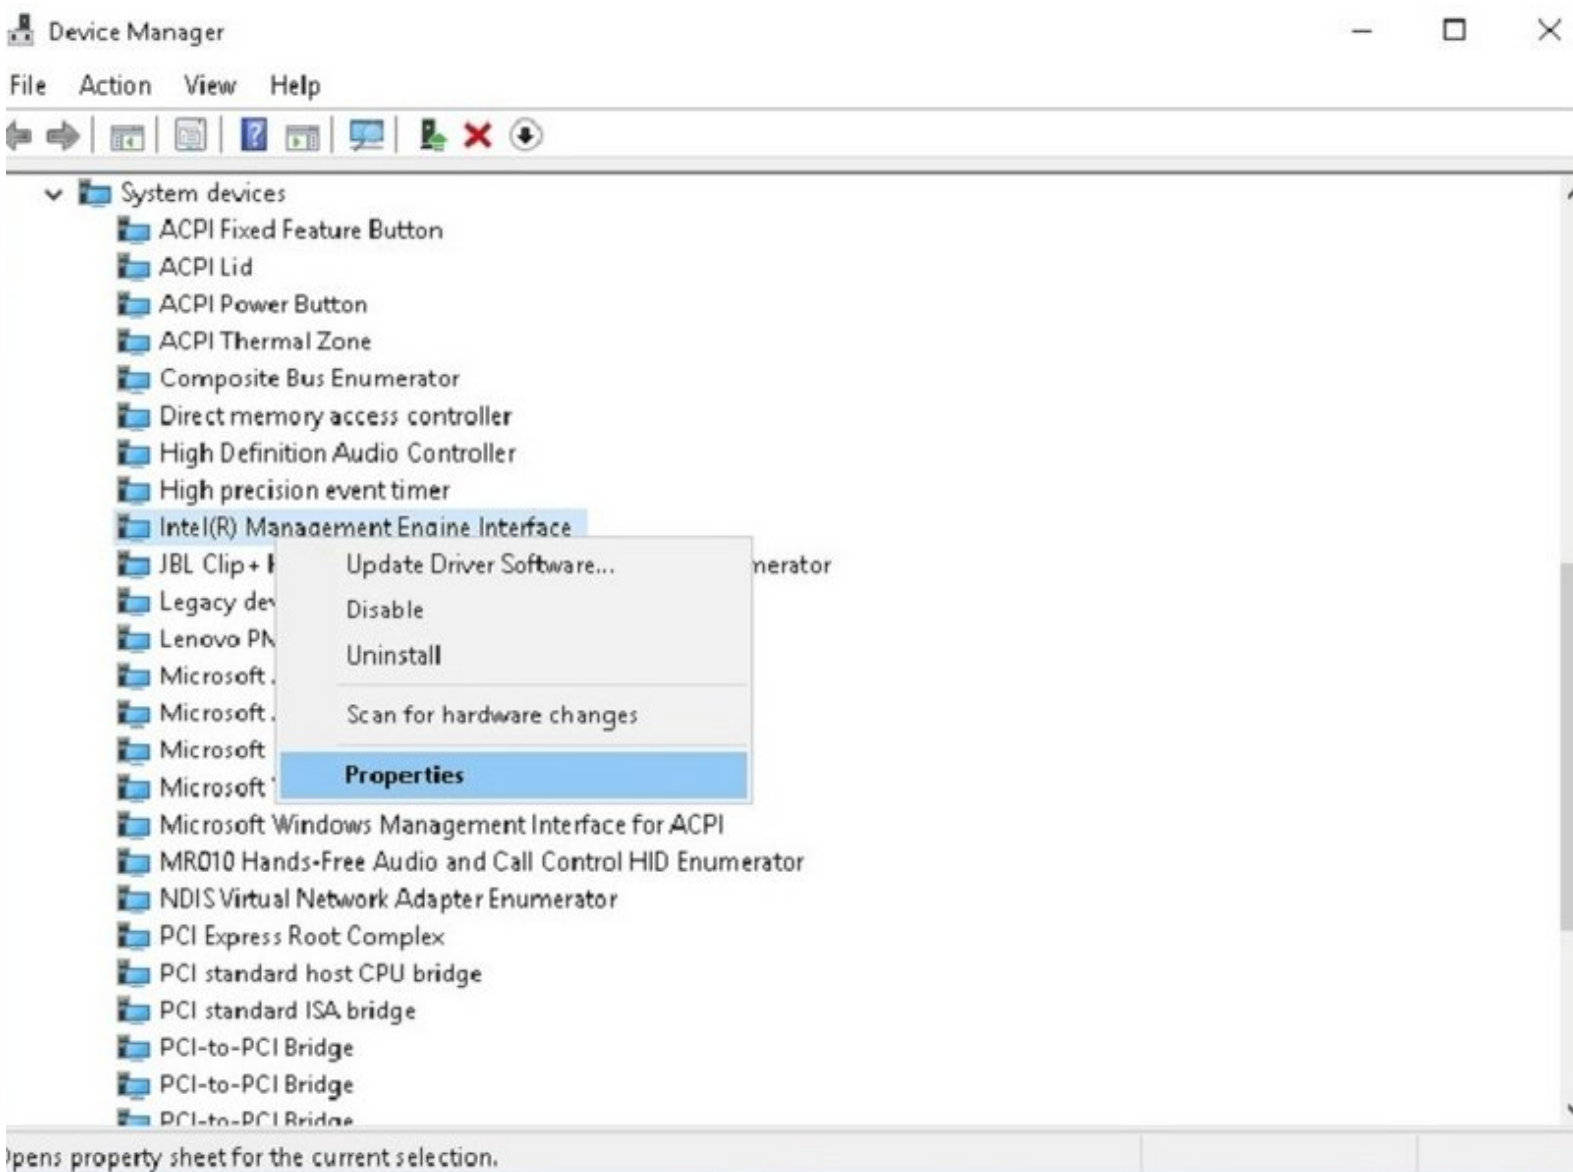 Device Manager
File Action View Help
System devices
ACPI Fixed Feature Button
ACPI Lid
ACPI Power Button
ACPI Thermal Zone
Composite Bus Enumerator
Direct memory access controller
High Definition Audio Controller
High precision event timer
Intel(R) Management Engine Interface
JBL Clip+
Legacy
Lenovo
Microsoft
Microsoft
Microsoft
Microsoft
Update Driver Software...
Disable
Uninstall
Scan for hardware changes
Properties
Microsoft Windows Management Interface for ACPI
MR010 Hands-Free Audio and Call Control HID Enumerator
NDIS Virtual Network Adapter Enumerator
PCI Express Root Complex
PCI standard host CPU bridge
PCI standard ISA bridge
PCI-to-PCI Bridge
PCI-to-PCI Bridge
PCI-to-PCI Bridge
property sheet for the current selection.